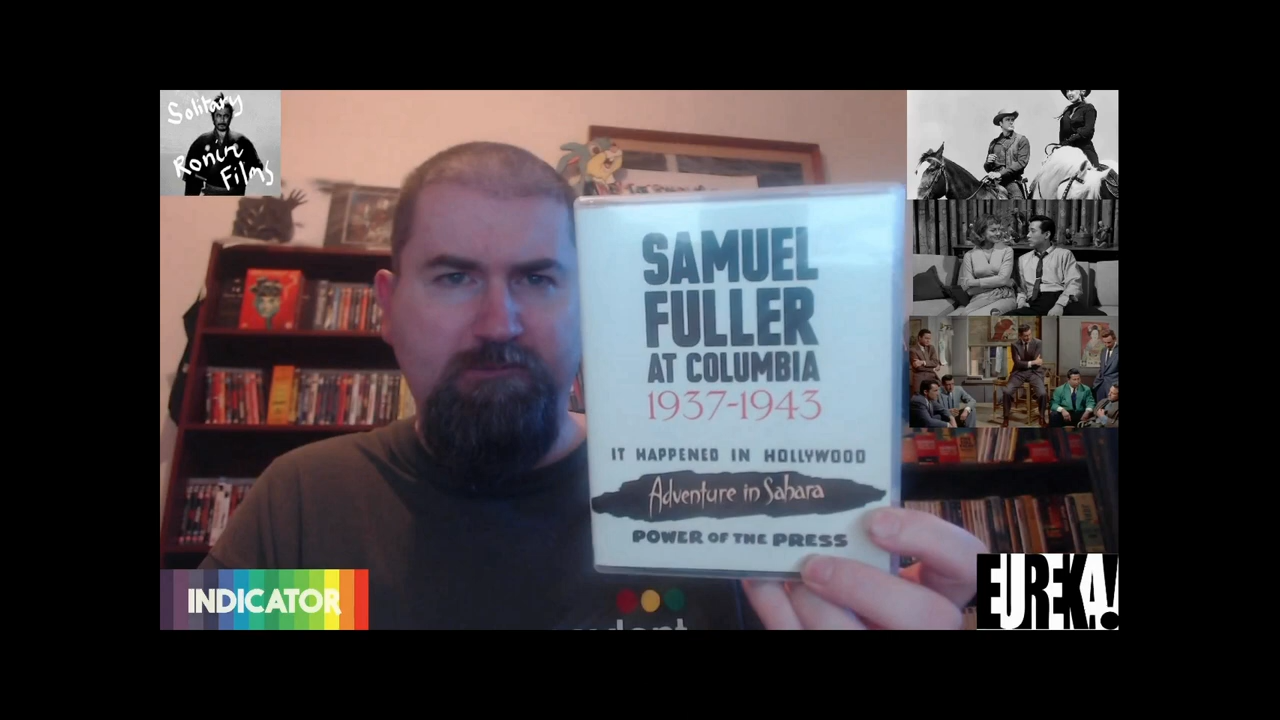 Solitary
Ronin
Films
SAMUEL
FULLER
AT COLUMBIA
1937-1943
IT HAPPENED IN HOLLYWOOD
Adventure in Sahara
POWER OF THE PRESS
INDICATOR
EUREKA!